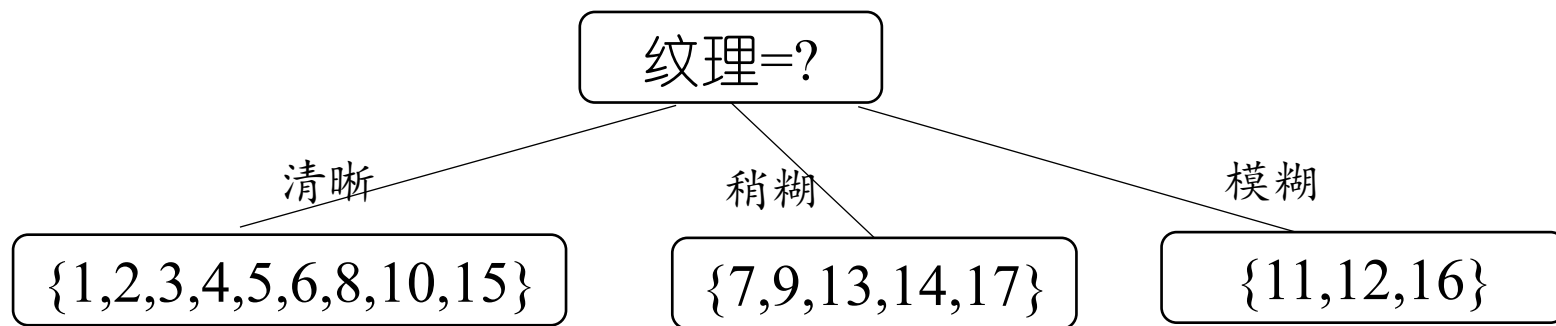 纹理=?
清晰
稍糊
模糊
{1,2,3,4,5,6,8,10,15}
{7,9,13,14,17}
{11,12,16}